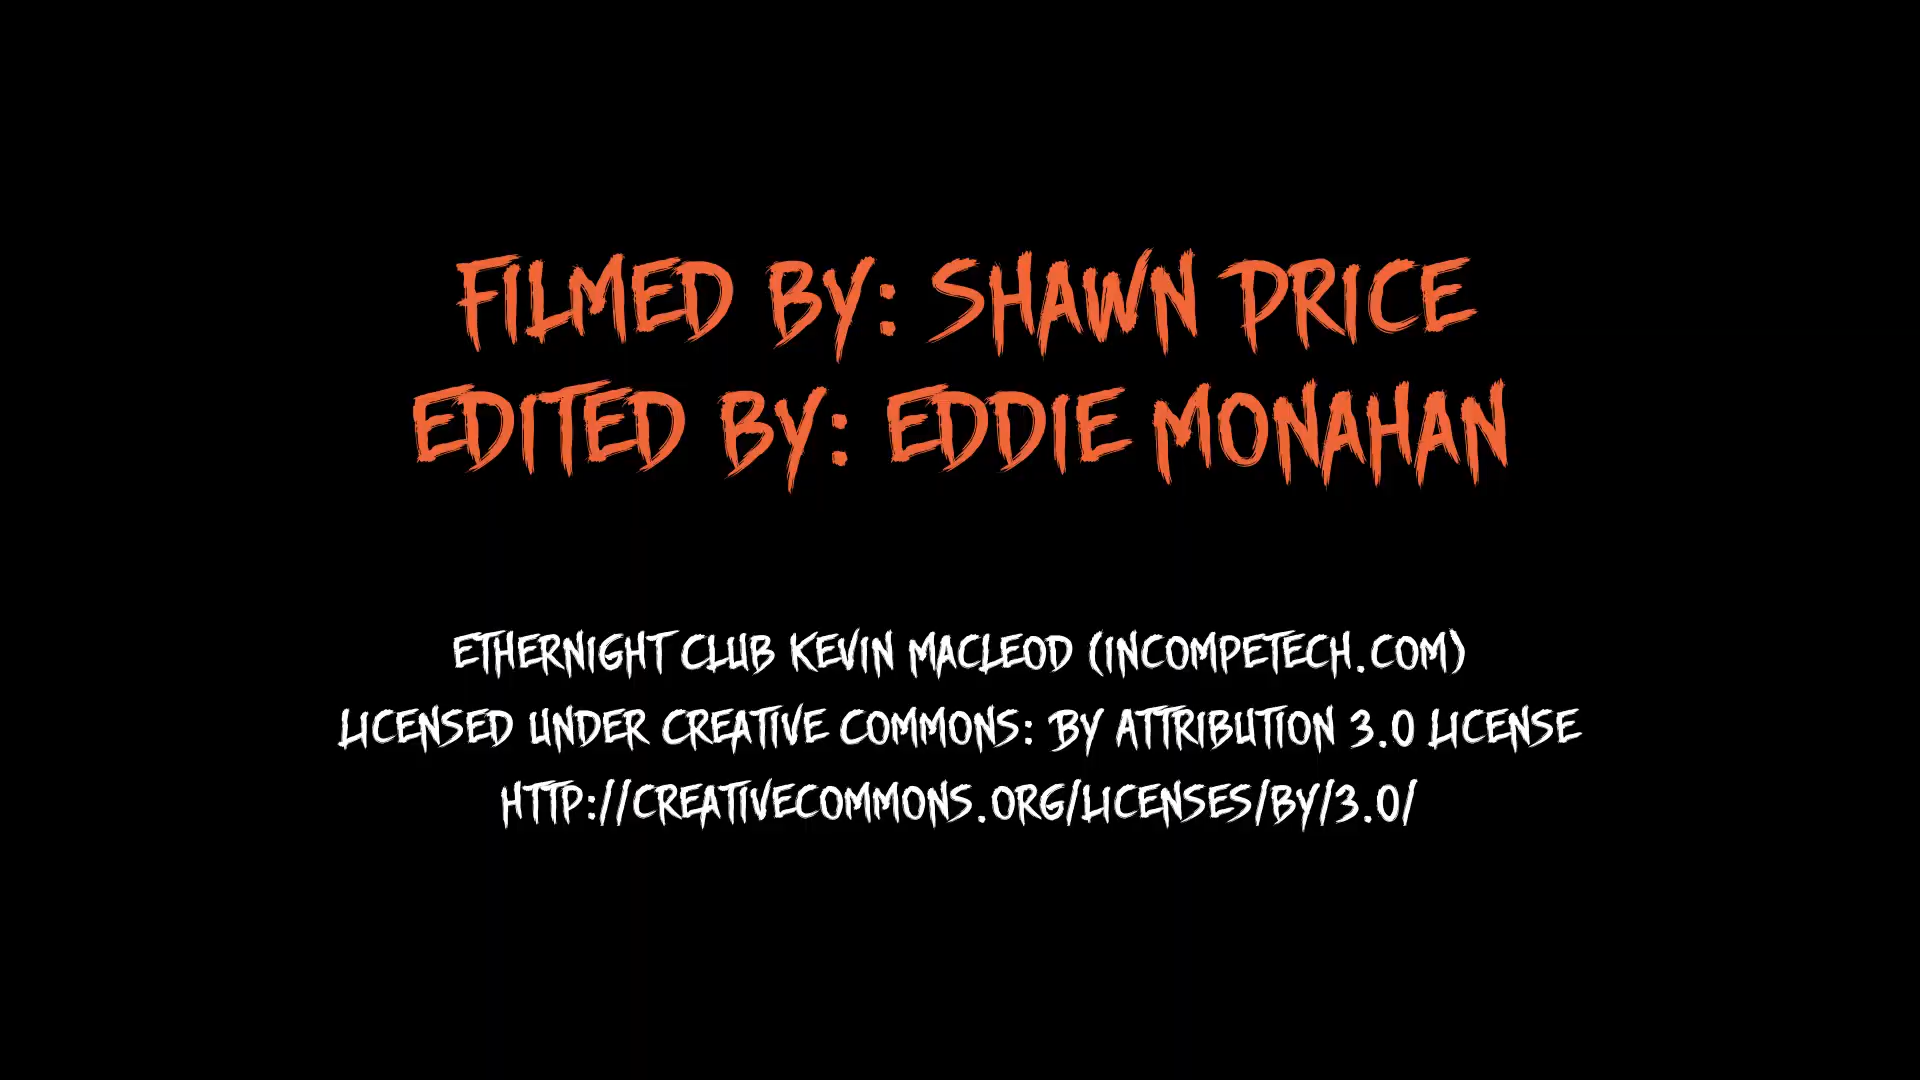 FILMED BY: SHAWN PRICE
EDITED BY: EDDIE MONAHAN
ETHERNIGHT CLUB KEVIN MACLEOD (INCOMPETECH.COM)
LICENSED UNDER CREATIVE COMMONS: BY ATTRIBUTION 3.0 LICENSE
HTTP://CREATIVECOMMONS.ORG/LICENSES/BY/3.0/